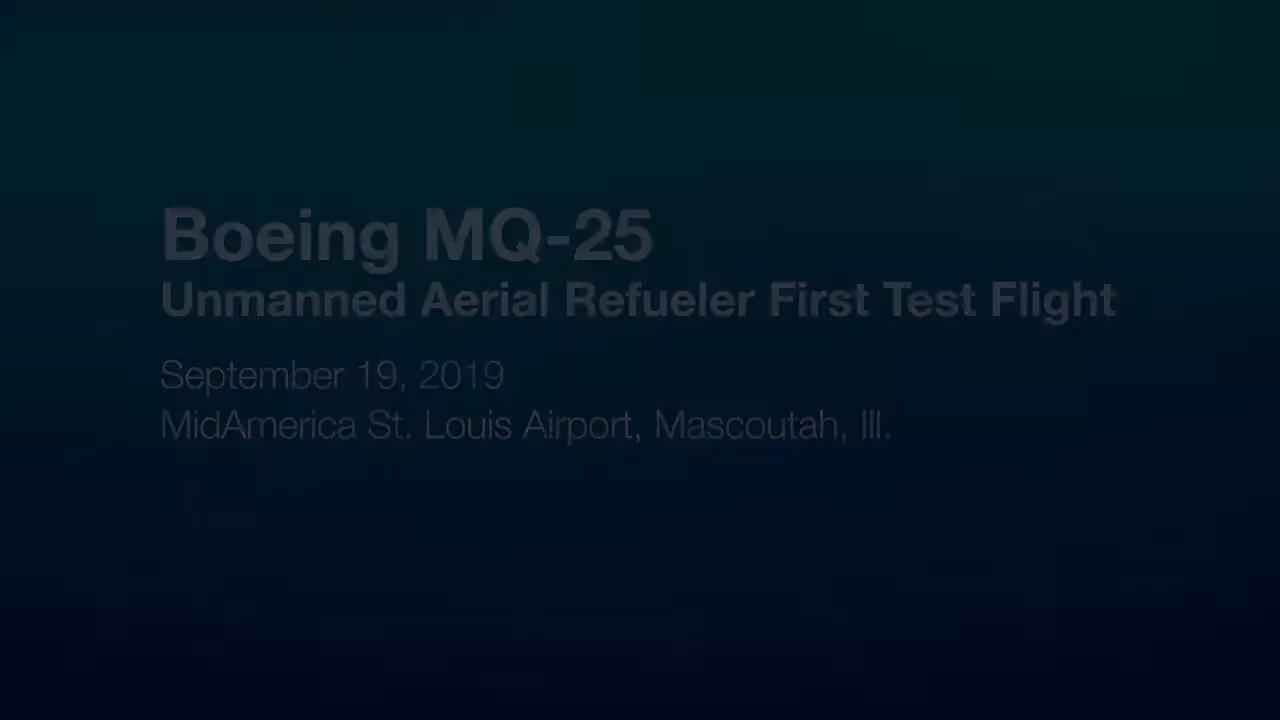 Boeing MQ-25
Unmanned Aerial Refueler First Test Flight
September 19, 2019
MidAmerica St. Louis Airport, Mascoutah, Ill.